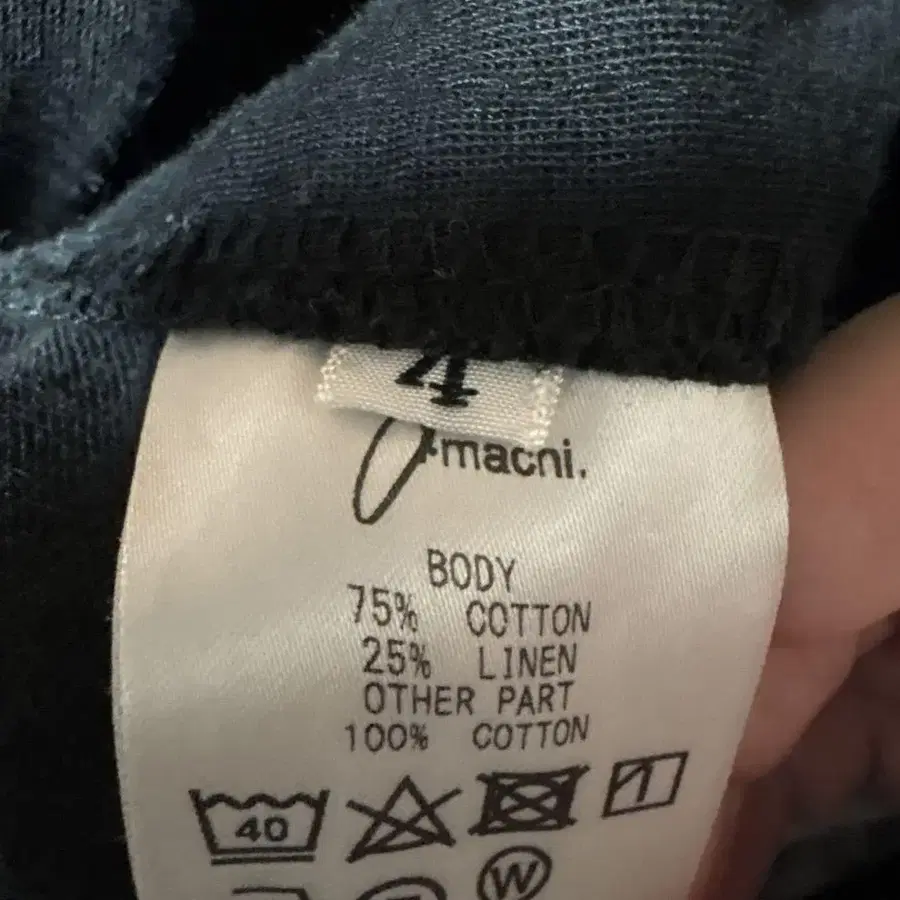 4
macni.
BODY
75% COTTON
25% LINEN
OTHER PART
100% COTTON
40
W